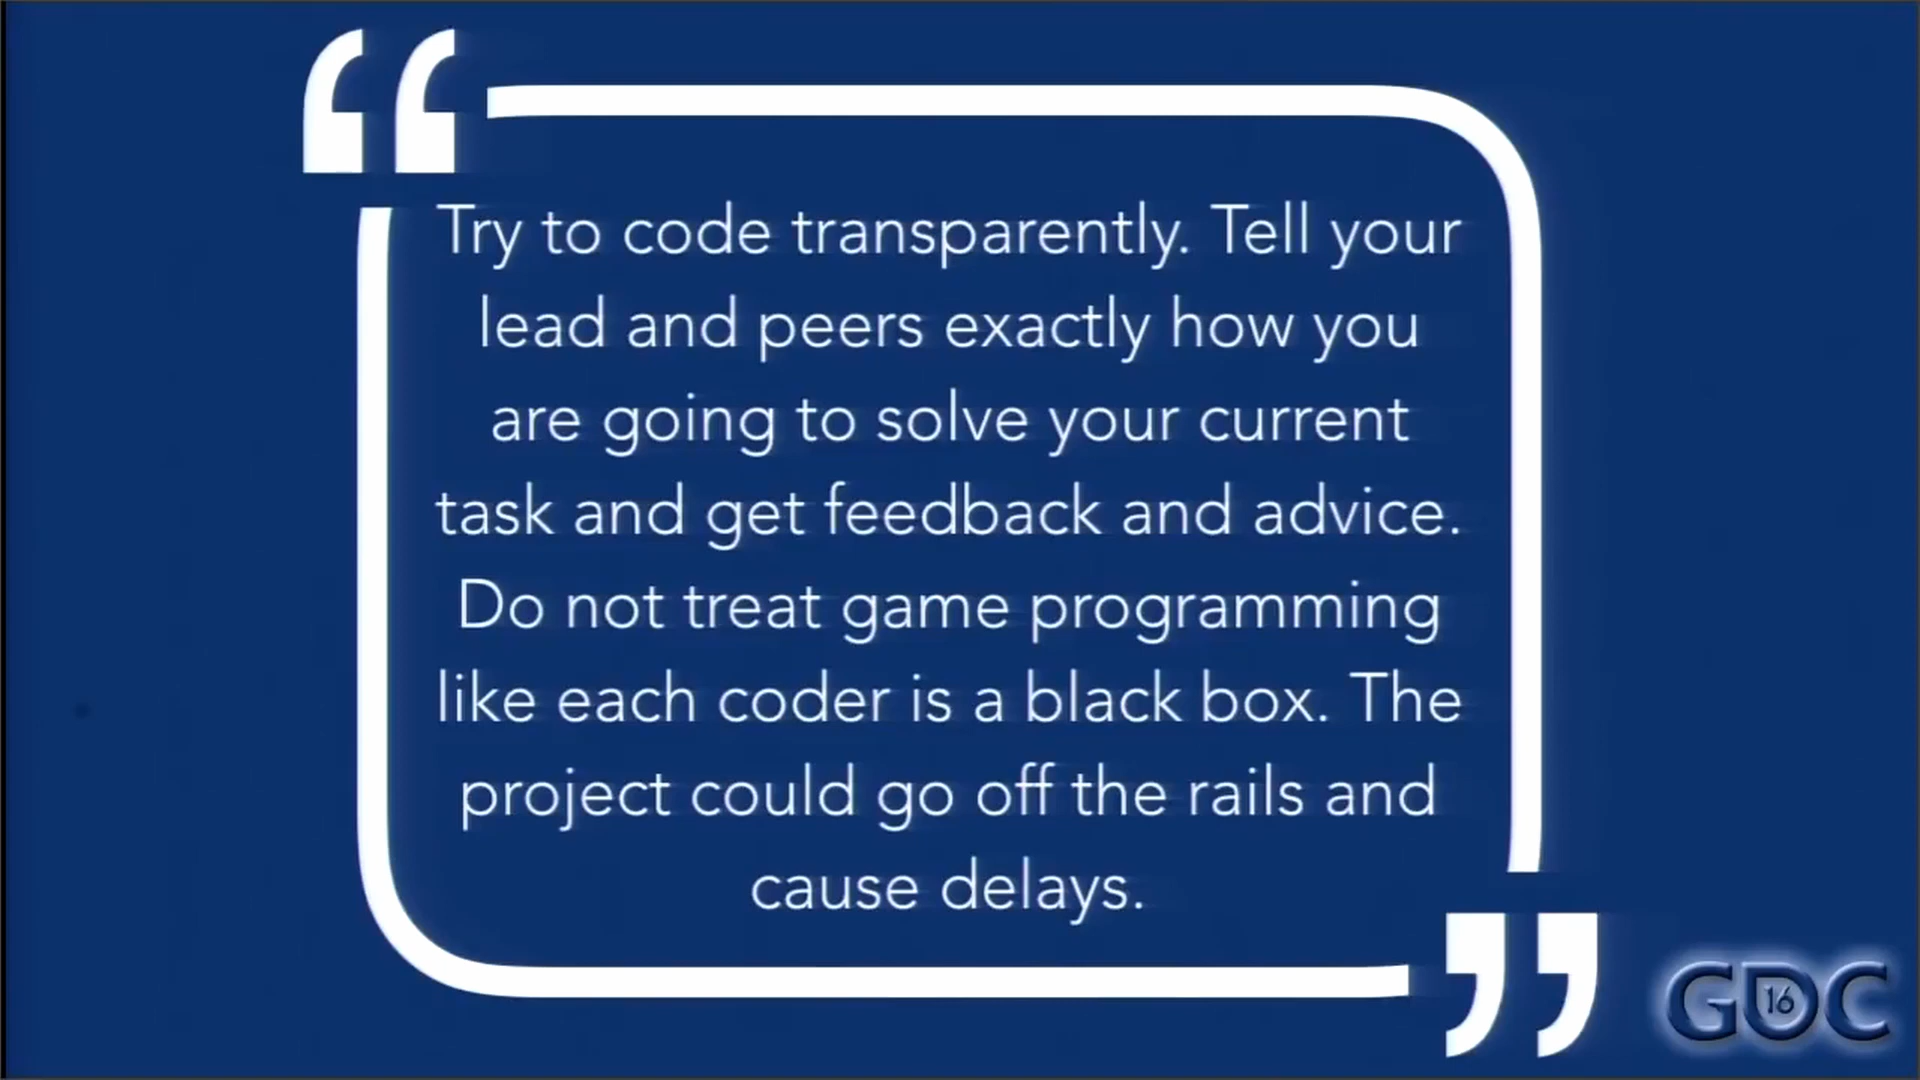 Try to code transparently. Tell your
lead and peers exactly how you
are going to solve your current
task and get feedback and advice.
Do not treat game programming
like each coder is a black box. The
project could go off the rails and
cause delays.
GDC
16